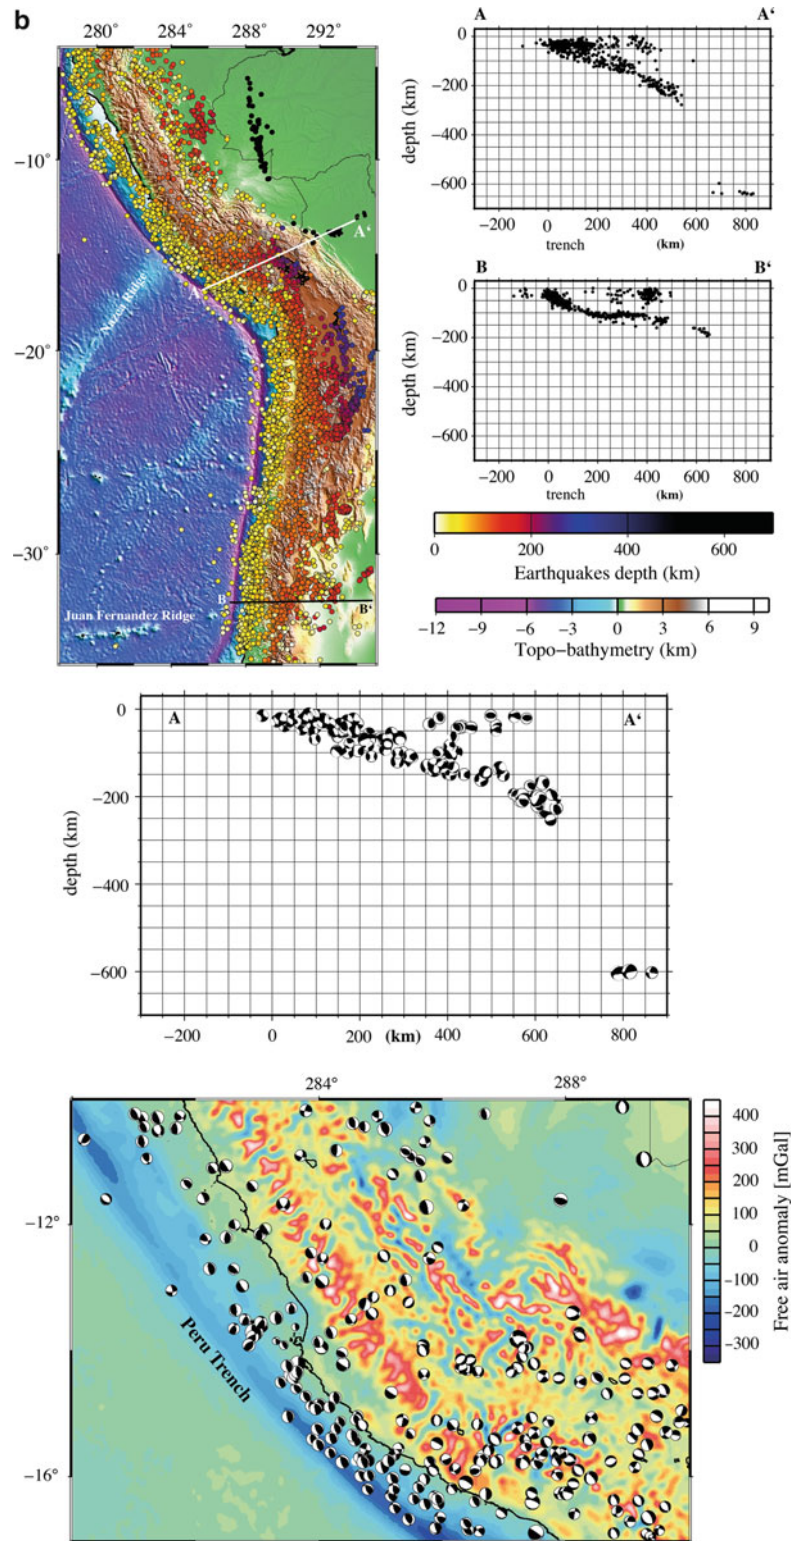 b
280° 284° 288° 292°
−10°
−20°
−30°
Nazca Ridge
A A‘
B B‘
Juan Fernandez Ridge
A A‘
0
−200
−400
−600
depth (km)
−200 0 200 400 600 800
trench (km)
B B‘
0
−200
−400
−600
depth (km)
−200 0 200 400 600 800
trench (km)
0 200 400 600
Earthquakes depth (km)
−12 −9 −6 −3 0 3 6 9
Topo−bathymetry (km)
A A‘
0
−200
−400
−600
depth (km)
−200 0 200 (km) 400 600 800
284° 288°
−12°
−16°
Peru Trench
400
300
200
100
0
−100
−200
−300
Free air anomaly [mGal]